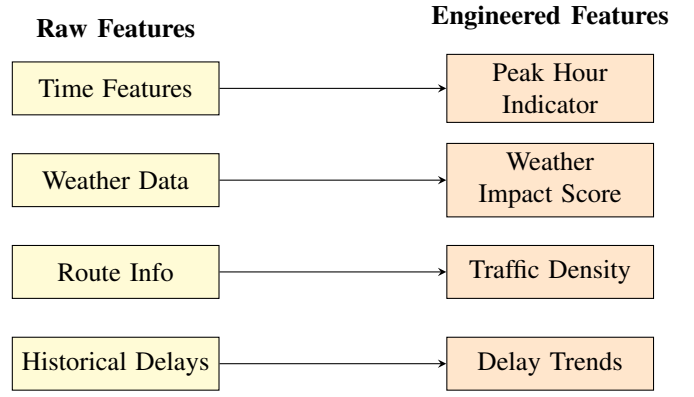 Raw Features
Engineered Features
Time Features
Peak Hour
Indicator
Weather Data
Weather
Impact Score
Route Info
Traffic Density
Historical Delays
Delay Trends